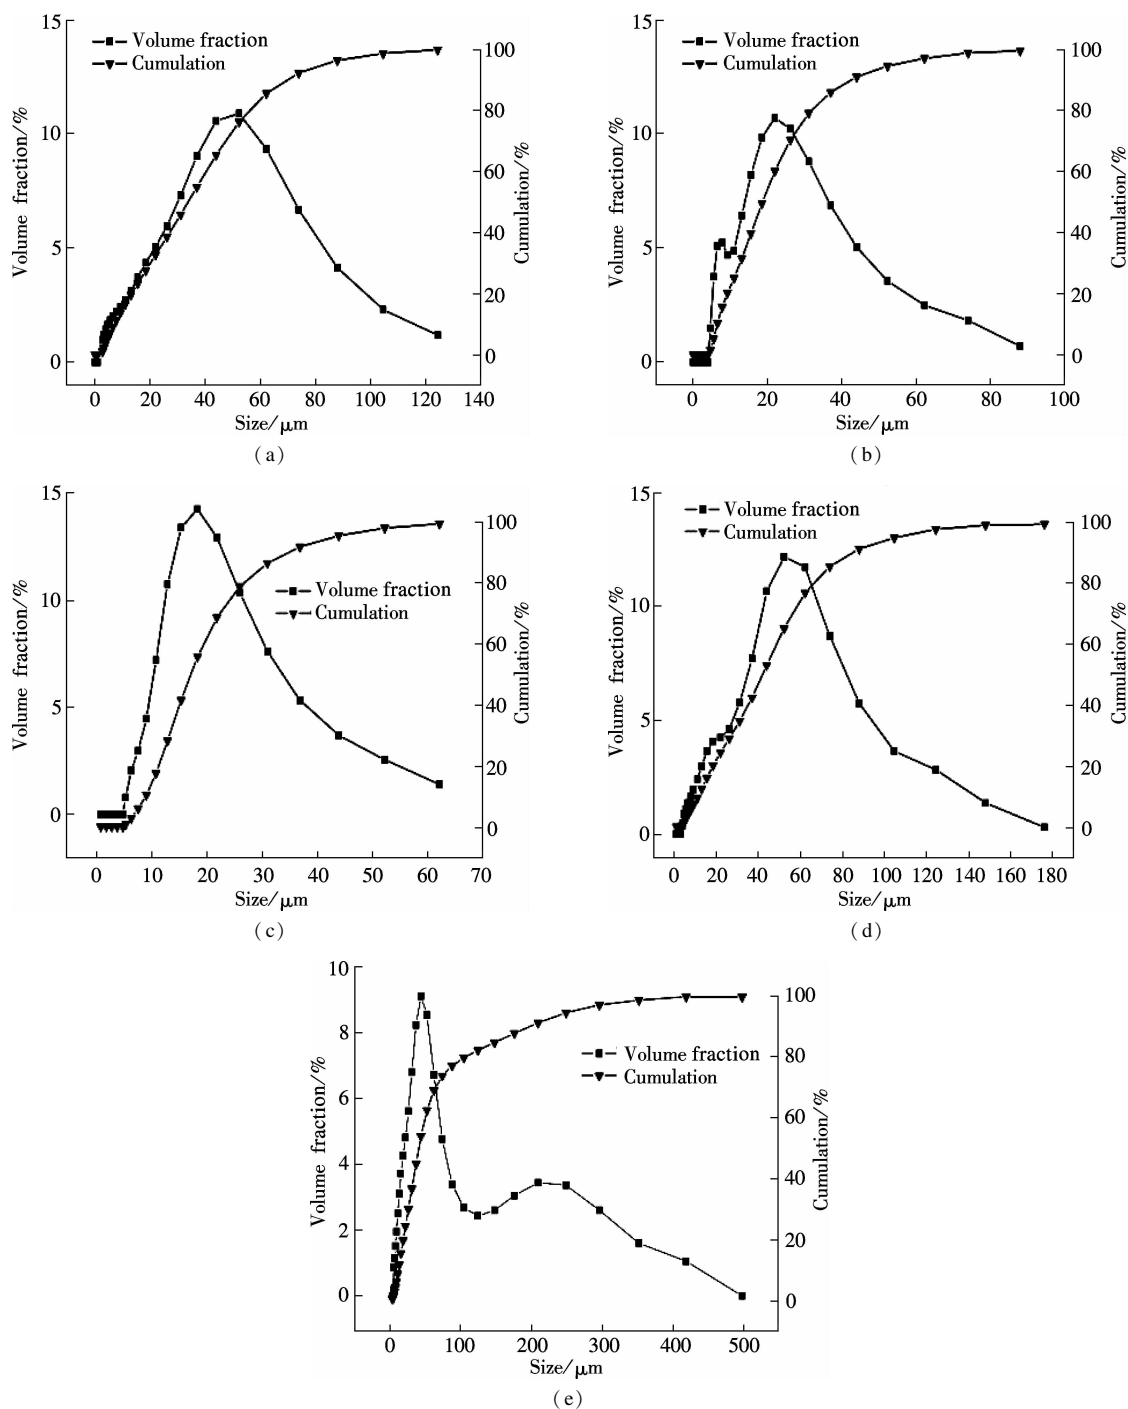 15
10
5
0
Volume fraction/%
Volume fraction
Cumulation
100
80
60
40
20
0
Cumulation/%
0 20 40 60 80 100 120 140
Size/μm
(a)
15
10
5
0
Volume fraction/%
Volume fraction
Cumulation
100
80
60
40
20
0
Cumulation/%
0 20 40 60 80 100
Size/μm
(b)
15
10
5
0
Volume fraction/%
Volume fraction
Cumulation
100
80
60
40
20
0
Cumulation/%
0 10 20 30 40 50 60 70
Size/μm
(c)
15
10
5
0
Volume fraction/%
Volume fraction
Cumulation
100
80
60
40
20
0
Cumulation/%
0 20 40 60 80 100 120 140 160 180
Size/μm
(d)
10
8
6
4
2
0
Volume fraction/%
Volume fraction
Cumulation
100
80
60
40
20
0
Cumulation/%
0 100 200 300 400 500
Size/μm
(e)